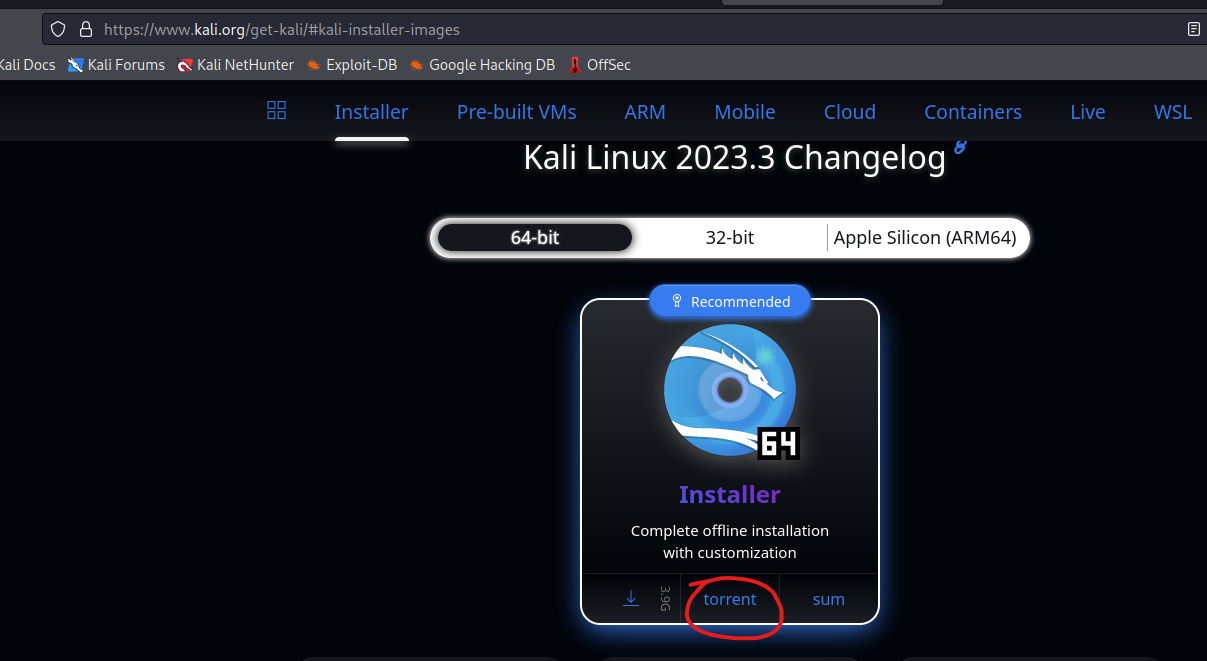 https://www.kali.org/get-kali/#kali-installer-images
Kali Docs Kali Forums Kali NetHunter Exploit-DB Google Hacking DB OffSec
Installer Pre-built VMs ARM Mobile Cloud Containers Live WSL
Kali Linux 2023.3 Changelog
64-bit 32-bit Apple Silicon (ARM64)
Recommended
64
Installer
Complete offline installation
with customization
3.9G torrent sum